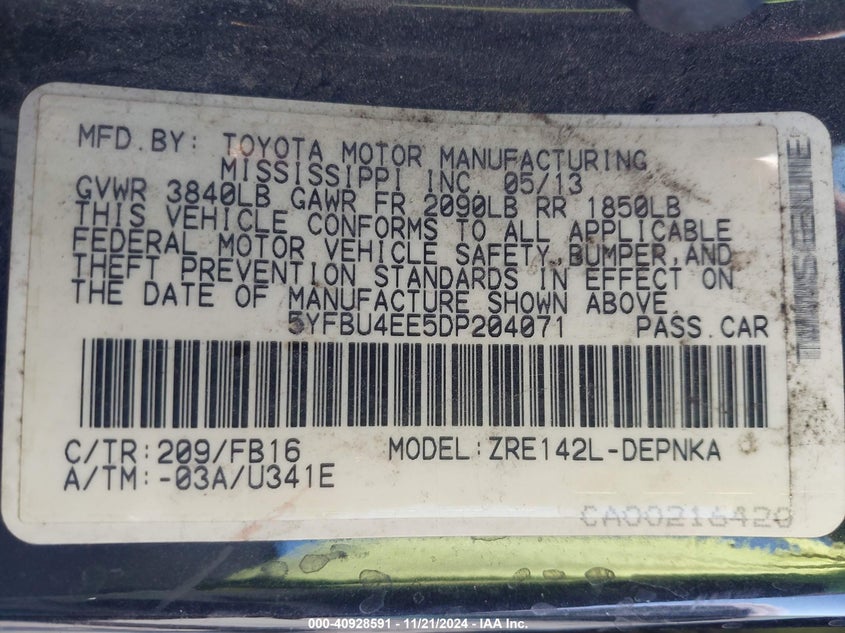 MFD.BY: TOYOTA MOTOR MANUFACTURING
MISSISSIPPI INC. 05/13
GVWR 3840LB GAWR FR 2090LB RR 1850LB
THIS VEHICLE CONFORMS TO ALL APPLICABLE
FEDERAL MOTOR VEHICLE SAFETY,BUMPER,AND
THEFT PREVENTION STANDARDS IN EFFECT ON
THE DATE OF MANUFACTURE SHOWN ABOVE.
5YFBU4EE5DP204071 PASS.CAR
C/TR:209/FB16 MODEL:ZRE142L-DEPNKA
A/TM:-03A/U341E
CA00216420
000-40928591 - 11/21/2024 - IAA Inc.